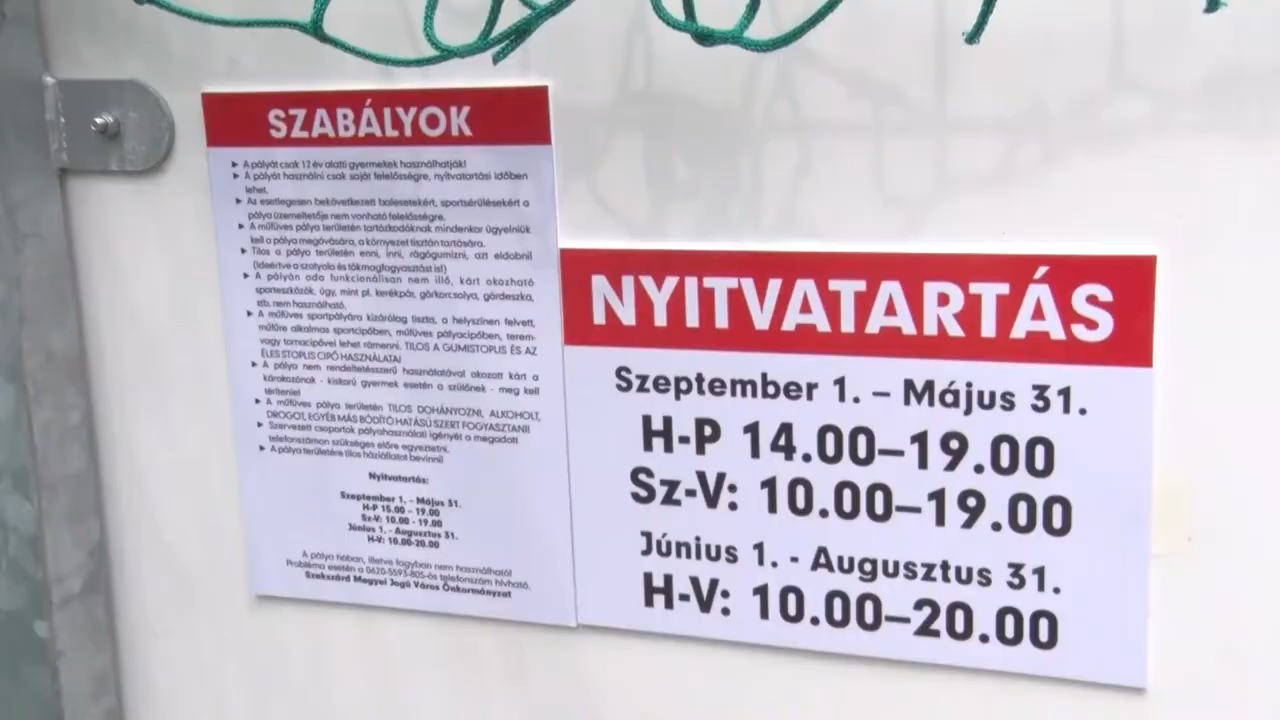 SZABÁLYOK
► A pályát csak 12 év alatti gyermekek használhatják!
► A pályát használni csak saját felelősségre, nyitvatartási időben
lehet.
► Az esetlegesen bekövetkezett balesetekért, sportsérülésekért a
pálya üzemeltetője nem vonható felelősségre.
► A műfüves pálya területén tartózkodóknak mindenkor ügyelniük
kell a pálya megóvására, a környezet tisztán tartására.
► Tilos a pálya területén enni, inni, rágógumizni, azt eldobni!
(Ideértve a szotyola és tökmagfogyasztást is!)
► A pályán oda funkcionálisan nem illő, kárt okozható
sporteszközök, úgy, mint pl. kerékpár, görkorcsolya, gördeszka,
stb. nem használható.
► A műfüves sportpályára kizárólag tiszta, a helyszínen felvett,
műfűre alkalmas sportcipőben, műfüves pályacipőben, terem-
vagy tornacipővel lehet rámenni. TILOS A GUMISTOPLIS ÉS AZ
ÉLES STOPLIS CIPŐ HASZNÁLATA!
► A pálya nem rendeltetésszerű használatával okozott kárt a
károkozónak - kiskorú gyermek esetén a szülőnek - meg kell
térítenie!
► A műfüves pálya területén TILOS DOHÁNYOZNI, ALKOHOLT,
DROGOT, EGYÉB MÁS BÓDÍTÓ HATÁSÚ SZERT FOGYASZTANI!
► Szervezett csoportok pályahasználati igényét a megadott
telefonszámon szükséges előre egyeztetni.
► A pálya területére tilos háziállatot bevinni!
Nyitvatartás:
Szeptember 1. – Május 31.
H-P 15.00 – 19.00
Sz-V: 10.00 - 19.00
Június 1. - Augusztus 31.
H-V: 10.00-20.00
A pálya hóban, illetve fagyban nem használható!
Probléma esetén a 0620-5593-805-ös telefonszám hívható.
Szekszárd Megyei Jogú Város Önkormányzat
NYITVATARTÁS
Szeptember 1. – Május 31.
H-P 14.00–19.00
Sz-V: 10.00–19.00
Június 1. - Augusztus 31.
H-V: 10.00–20.00